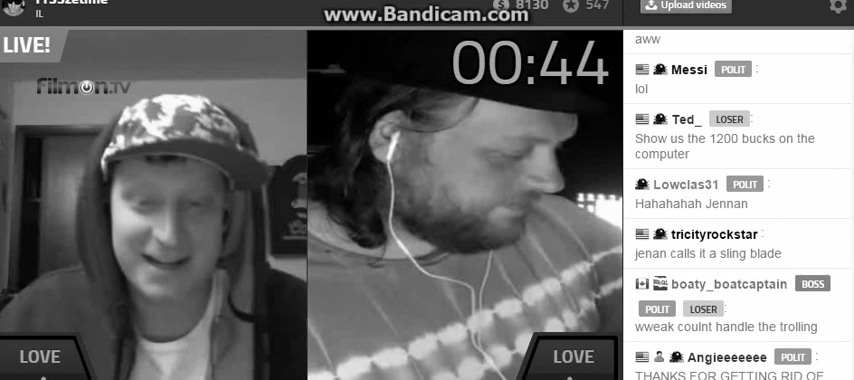 www.Bandicam.com
IL
8130
547
Upload videos
LIVE!
filmon.TV
00:44
aww
Messi POLIT :
lol
Ted_ LOSER :
Show us the 1200 bucks on the
computer
Lowclas31 POLIT :
Hahahahah Jennan
tricityrockstar :
jenan calls it a sling blade
boaty_boatcaptain BOSS
POLIT LOSER :
wweak coulnt handle the trolling
Angieeeeeee POLIT :
THANKS FOR GETTING RID OF
LOVE
LOVE